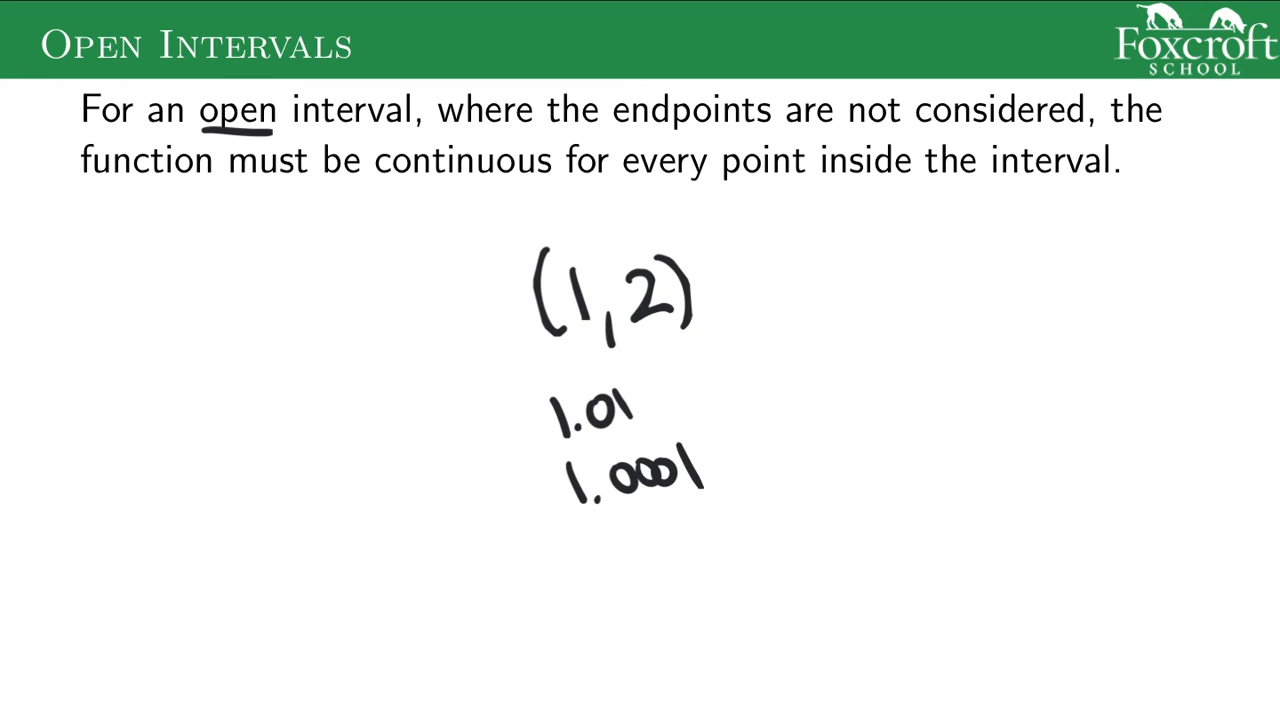 OPEN INTERVALS
Foxcroft
SCHOOL
For an open interval, where the endpoints are not considered, the
function must be continuous for every point inside the interval.
(1,2)
1.01
1.0001